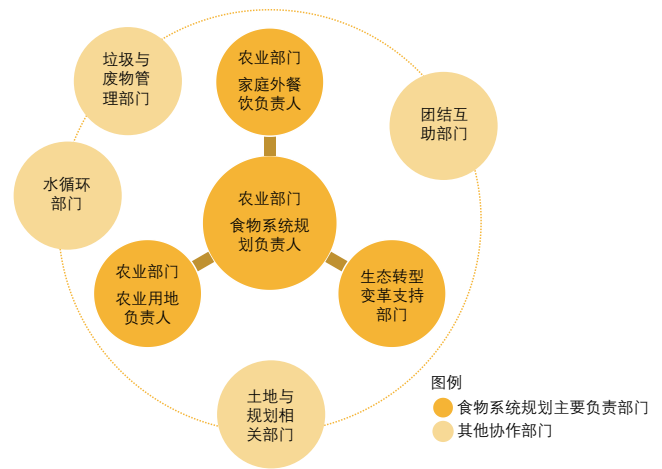 垃圾与
废物管
理部门
农业部门
家庭外餐
饮负责人
团结互
助部门
水循环
部门
农业部门
食物系统规
划负责人
农业部门
农业用地
负责人
生态转型
变革支持
部门
土地与
规划相
关部门
图例
食物系统规划主要负责部门
其他协作部门